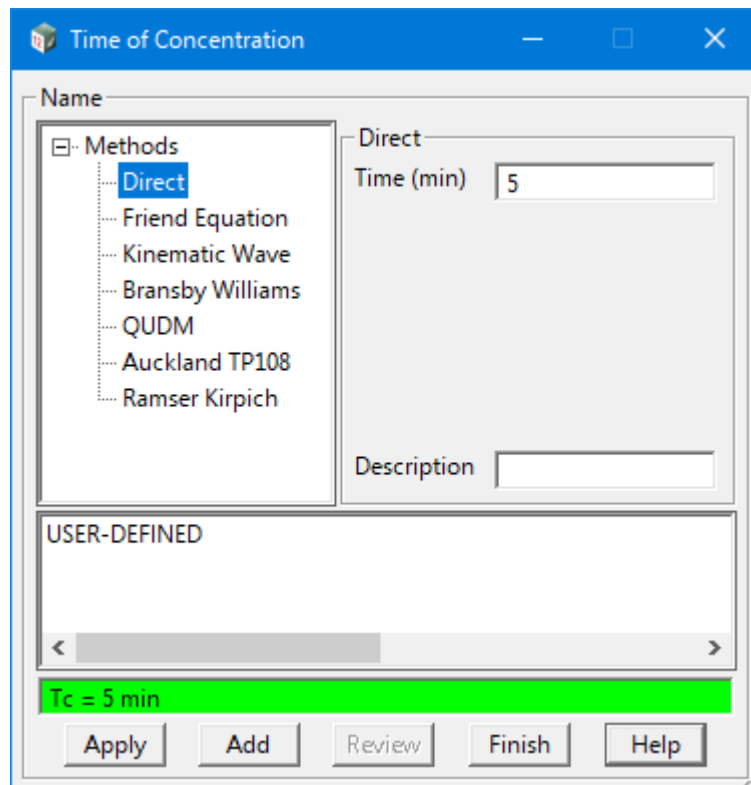 Time of Concentration
Name
Methods
Direct
Friend Equation
Kinematic Wave
Bransby Williams
QUDM
Auckland TP108
Ramser Kirpich
Direct
Time (min) 5
Description
USER-DEFINED
Tc = 5 min
Apply Add Review Finish Help